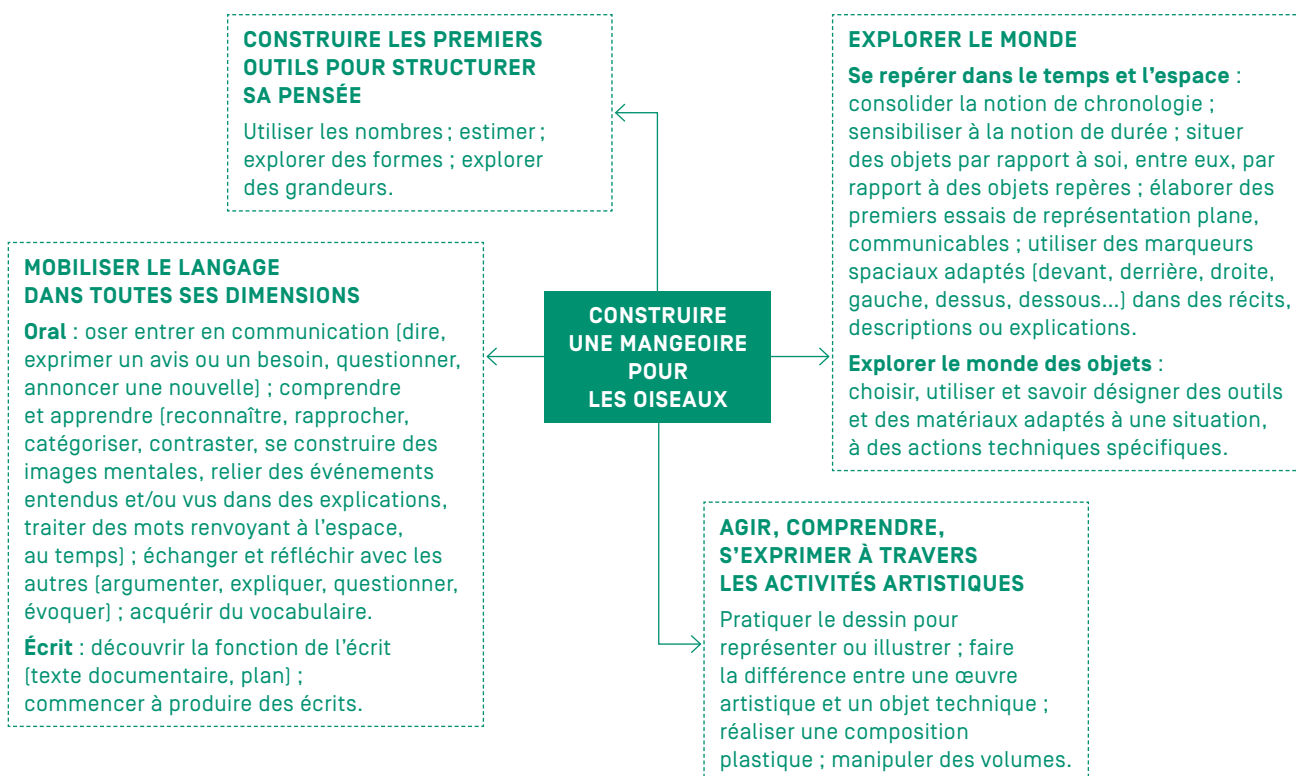 CONSTRUIRE LES PREMIERS
OUTILS POUR STRUCTURER
SA PENSÉE
Utiliser les nombres ; estimer ;
explorer des formes ; explorer
des grandeurs.
EXPLORER LE MONDE
Se repérer dans le temps et l'espace :
consolider la notion de chronologie ;
sensibiliser à la notion de durée ; situer
des objets par rapport à soi, entre eux, par
rapport à des objets repères ; élaborer des
premiers essais de représentation plane,
communicables ; utiliser des marqueurs
spaciaux adaptés (devant, derrière, droite,
gauche, dessus, dessous...) dans des récits,
descriptions ou explications.
Explorer le monde des objets :
choisir, utiliser et savoir désigner des outils
et des matériaux adaptés à une situation,
à des actions techniques spécifiques.
MOBILISER LE LANGAGE
DANS TOUTES SES DIMENSIONS
Oral : oser entrer en communication (dire,
exprimer un avis ou un besoin, questionner,
annoncer une nouvelle) ; comprendre
et apprendre (reconnaître, rapprocher,
catégoriser, contraster, se construire des
images mentales, relier des événements
entendus et/ou vus dans des explications,
traiter des mots renvoyant à l'espace,
au temps) ; échanger et réfléchir avec les
autres (argumenter, expliquer, questionner,
évoquer) ; acquérir du vocabulaire.
Écrit : découvrir la fonction de l'écrit
(texte documentaire, plan) ;
commencer à produire des écrits.
CONSTRUIRE
UNE MANGEOIRE
POUR
LES OISEAUX
AGIR, COMPRENDRE,
S'EXPRIMER À TRAVERS
LES ACTIVITÉS ARTISTIQUES
Pratiquer le dessin pour
représenter ou illustrer ; faire
la différence entre une œuvre
artistique et un objet technique ;
réaliser une composition
plastique ; manipuler des volumes.